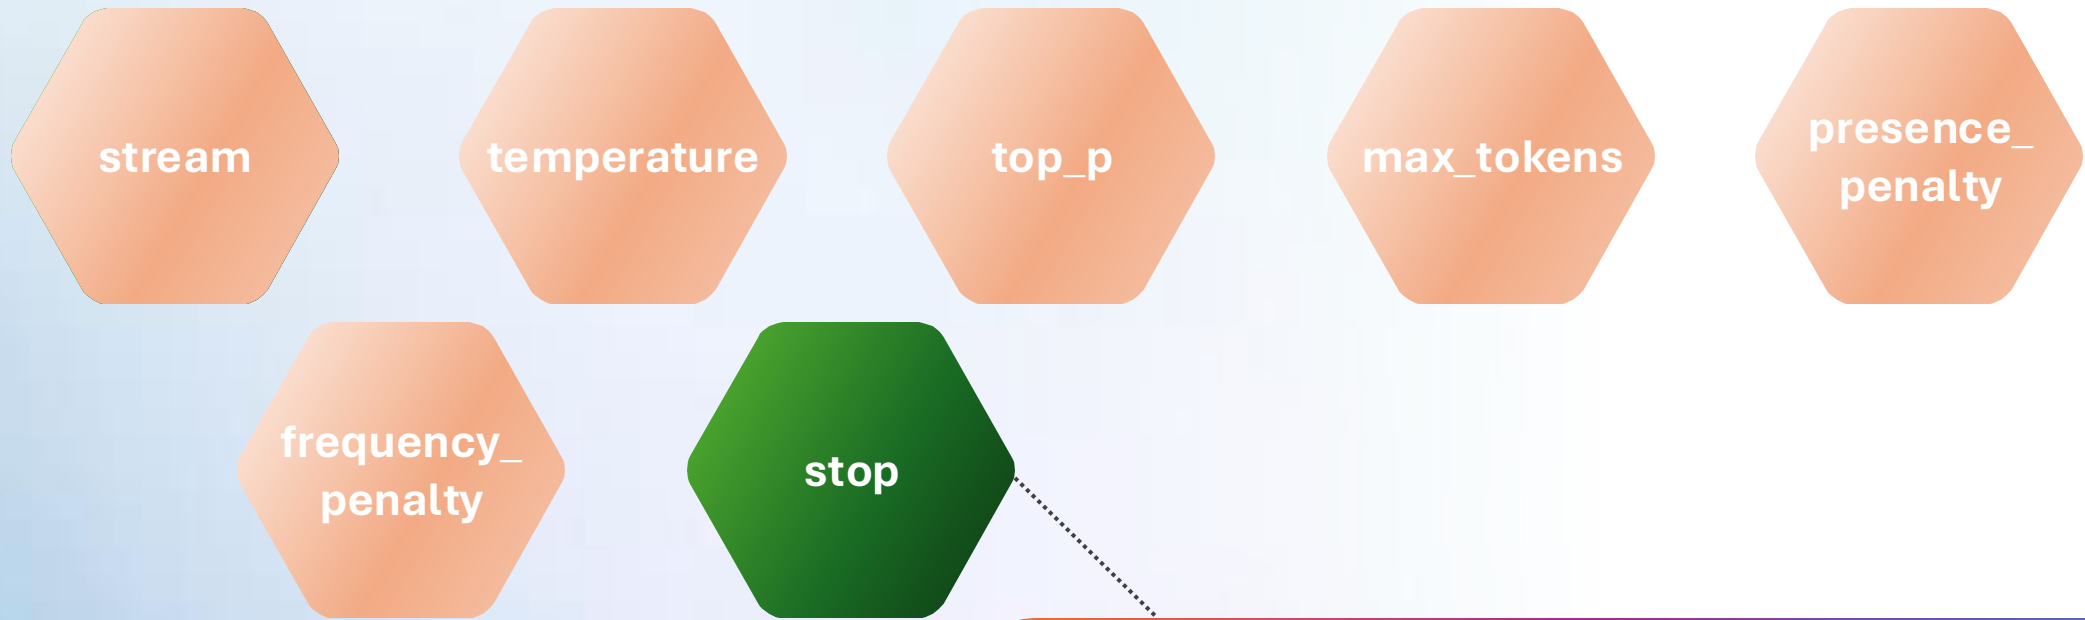 stream
temperature
top_p
max_tokens
presence_
penalty
frequency_
penalty
stop